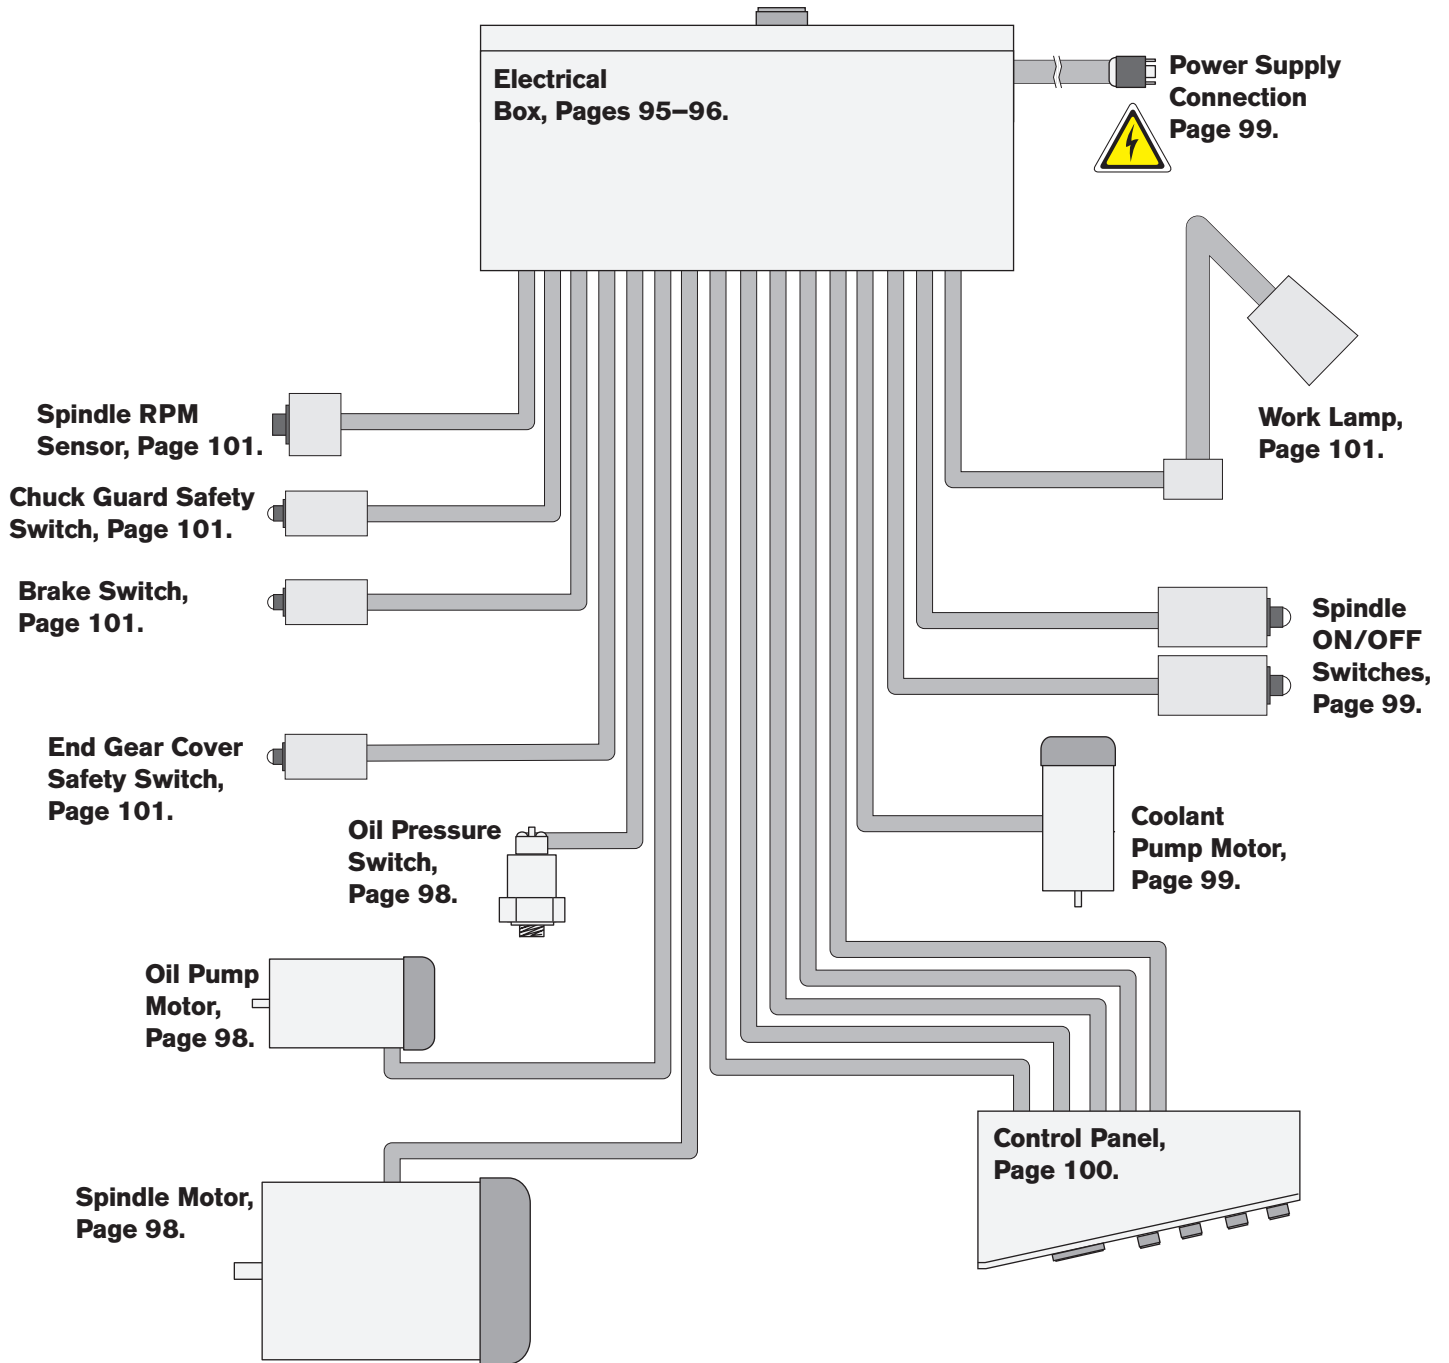 Electrical
Box, Pages 95–96.
Power Supply
Connection
Page 99.
Spindle RPM
Sensor, Page 101.
Work Lamp,
Page 101.
Chuck Guard Safety
Switch, Page 101.
Brake Switch,
Page 101.
Spindle
ON/OFF
Switches,
Page 99.
End Gear Cover
Safety Switch,
Page 101.
Oil Pressure
Switch,
Page 98.
Coolant
Pump Motor,
Page 99.
Oil Pump
Motor,
Page 98.
Control Panel,
Page 100.
Spindle Motor,
Page 98.